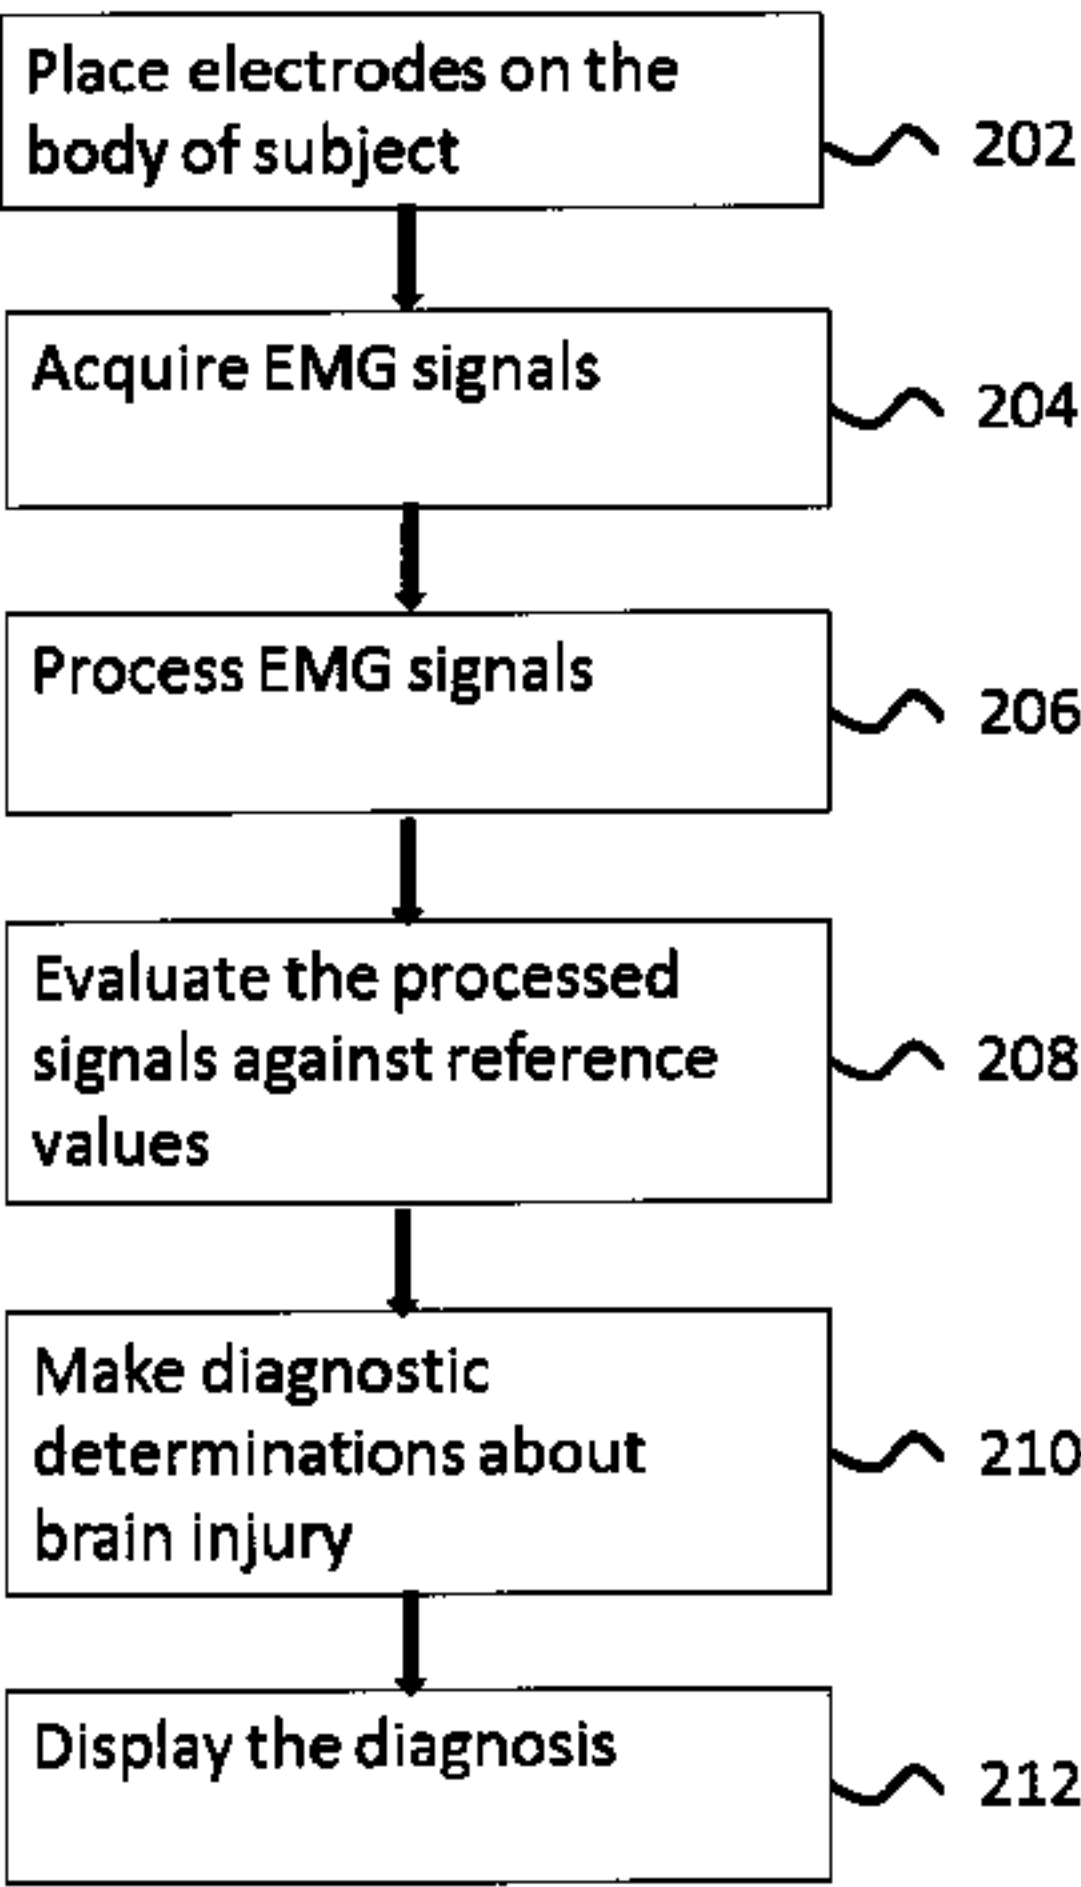 Place electrodes on the
body of subject
202
Acquire EMG signals
204
Process EMG signals
206
Evaluate the processed
signals against reference
values
208
Make diagnostic
determinations about
brain injury
210
Display the diagnosis
212